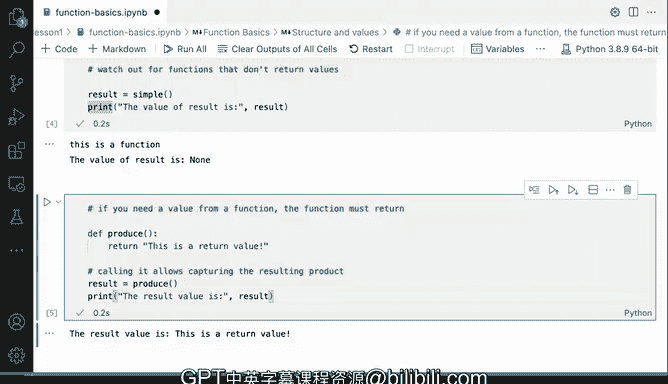 function-basics.ipynb
esson1 > function-basics.ipynb > Function Basics > Structure and values > # if you need a value from a function, the function must return
+ Code + Markdown Run All Clear Outputs of All Cells Restart Interrupt Variables ... Python 3.8.9 64-bit
# watch out for functions that don't return values
result = simple()
print("The value of result is:", result)
[4] 0.2s Python
this is a function
The value of result is: None
# if you need a value from a function, the function must return
def produce():
return "This is a return value!"
# calling it allows capturing the resulting product
result = produce()
print("The result value is:", result)
[5] 0.2s Python
The result value is: This is a return value!
GPT中英字幕课程资源@bilibili.com